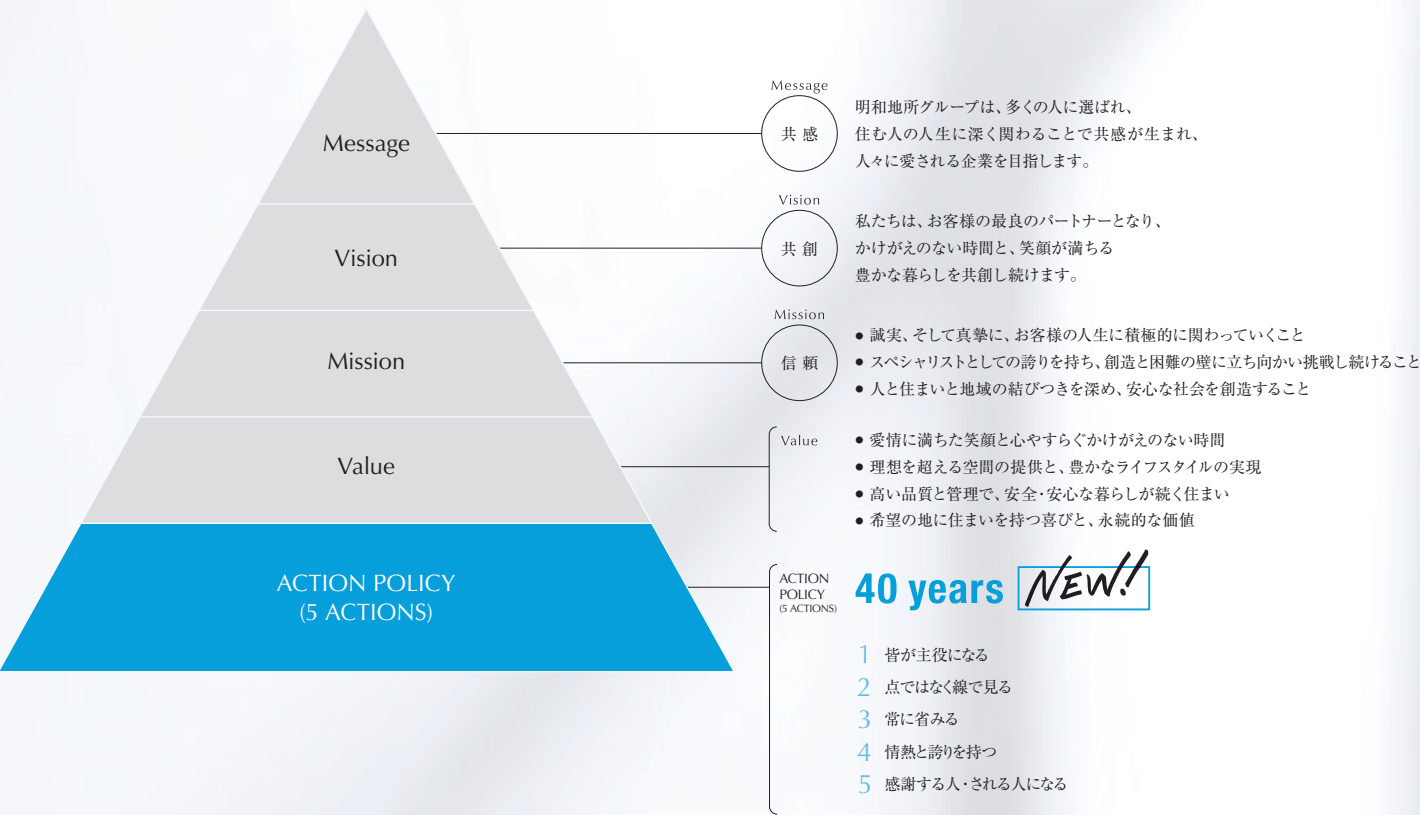 Message
Vision
Mission
Value
ACTION POLICY
(5 ACTIONS)
Message
共感
明和地所グループは、多くの人に選ばれ、
住む人の人生に深く関わることで共感が生まれ、
人々に愛される企業を目指します。
Vision
共創
私たちは、お客様の最良のパートナーとなり、
かけがえのない時間と、笑顔が満ちる
豊かな暮らしを共創し続けます。
Mission
信頼
● 誠実、そして真摯に、お客様の人生に積極的に関わっていくこと
● スペシャリストとしての誇りを持ち、創造と困難の壁に立ち向かい挑戦し続けること
● 人と住まいと地域の結びつきを深め、安心な社会を創造すること
Value
● 愛情に満ちた笑顔と心やすらぐかけがえのない時間
● 理想を超える空間の提供と、豊かなライフスタイルの実現
● 高い品質と管理で、安全・安心な暮らしが続く住まい
● 希望の地に住まいを持つ喜びと、永続的な価値
ACTION
POLICY
(5 ACTIONS)
40 years NEW!
1 皆が主役になる
2 点ではなく線で見る
3 常に省みる
4 情熱と誇りを持つ
5 感謝する人・される人になる